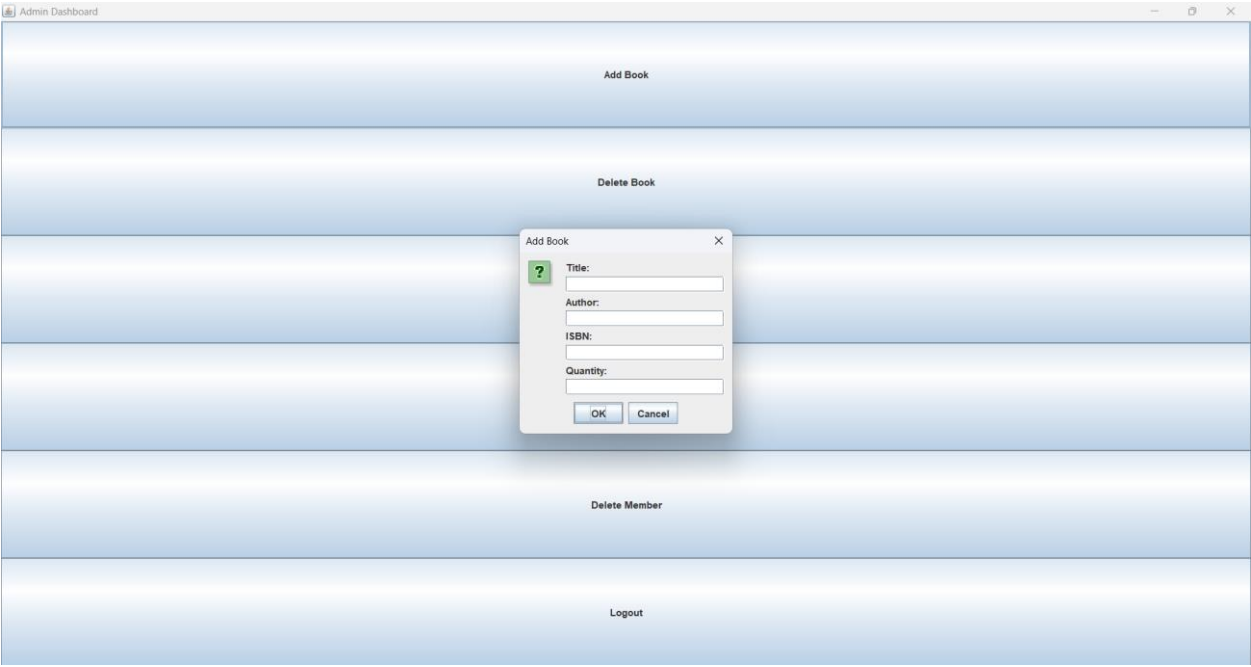 Admin Dashboard
Add Book
Delete Book
Add Book
?
Title:
Author:
ISBN:
Quantity:
OK Cancel
Delete Member
Logout